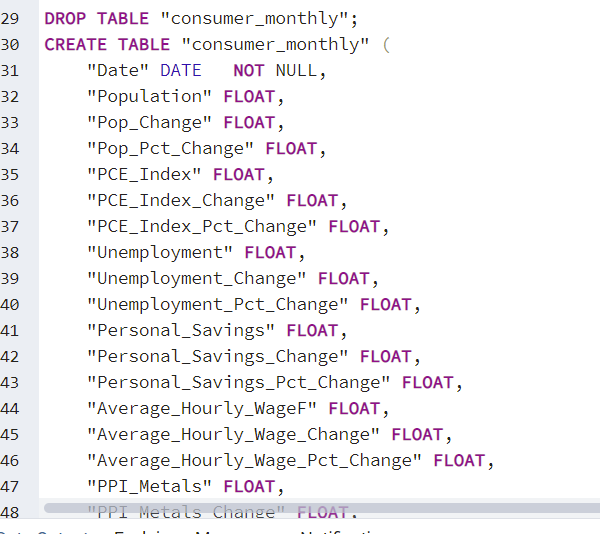 29 DROP TABLE "consumer_monthly";
30 CREATE TABLE "consumer_monthly" (
31 "Date" DATE NOT NULL,
32 "Population" FLOAT,
33 "Pop_Change" FLOAT,
34 "Pop_Pct_Change" FLOAT,
35 "PCE_Index" FLOAT,
36 "PCE_Index_Change" FLOAT,
37 "PCE_Index_Pct_Change" FLOAT,
38 "Unemployment" FLOAT,
39 "Unemployment_Change" FLOAT,
40 "Unemployment_Pct_Change" FLOAT,
41 "Personal_Savings" FLOAT,
42 "Personal_Savings_Change" FLOAT,
43 "Personal_Savings_Pct_Change" FLOAT,
44 "Average_Hourly_WageF" FLOAT,
45 "Average_Hourly_Wage_Change" FLOAT,
46 "Average_Hourly_Wage_Pct_Change" FLOAT,
47 "PPI_Metals" FLOAT,
48 "PPI_Metals_Change" FLOAT,